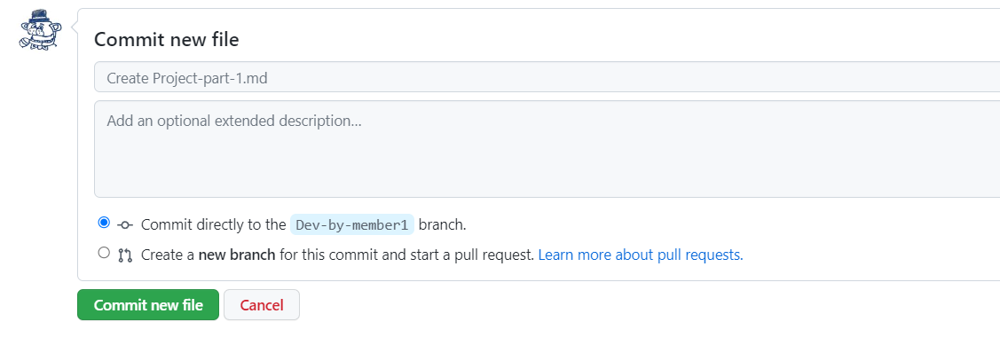 Commit new file
Create Project-part-1.md
Add an optional extended description...
Commit directly to the Dev-by-member1 branch.
Create a new branch for this commit and start a pull request. Learn more about pull requests.
Commit new file Cancel